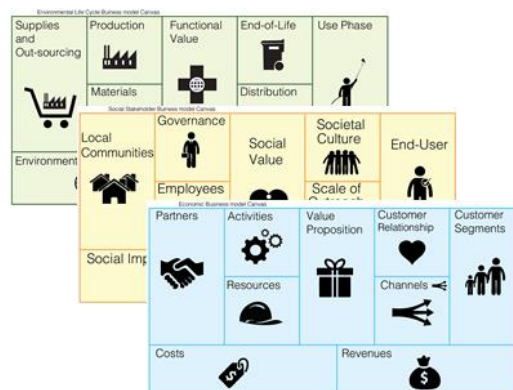 Environmental Life Cycle Buniess model Canvas
Supplies
and
Out-sourcing
Production
Functional
Value
End-of-Life
Use Phase
Materials
Distribution
Environment
Social Stakeholder Buniess model Canvas
Local
Communities
Governance
Social
Value
Societal
Culture
End-User
Employees
Scale of
Social Imp
Economic Business model Canvas
Partners
Activities
Value
Proposition
Customer
Relationship
Customer
Segments
Resources
Channels
Costs
Revenues